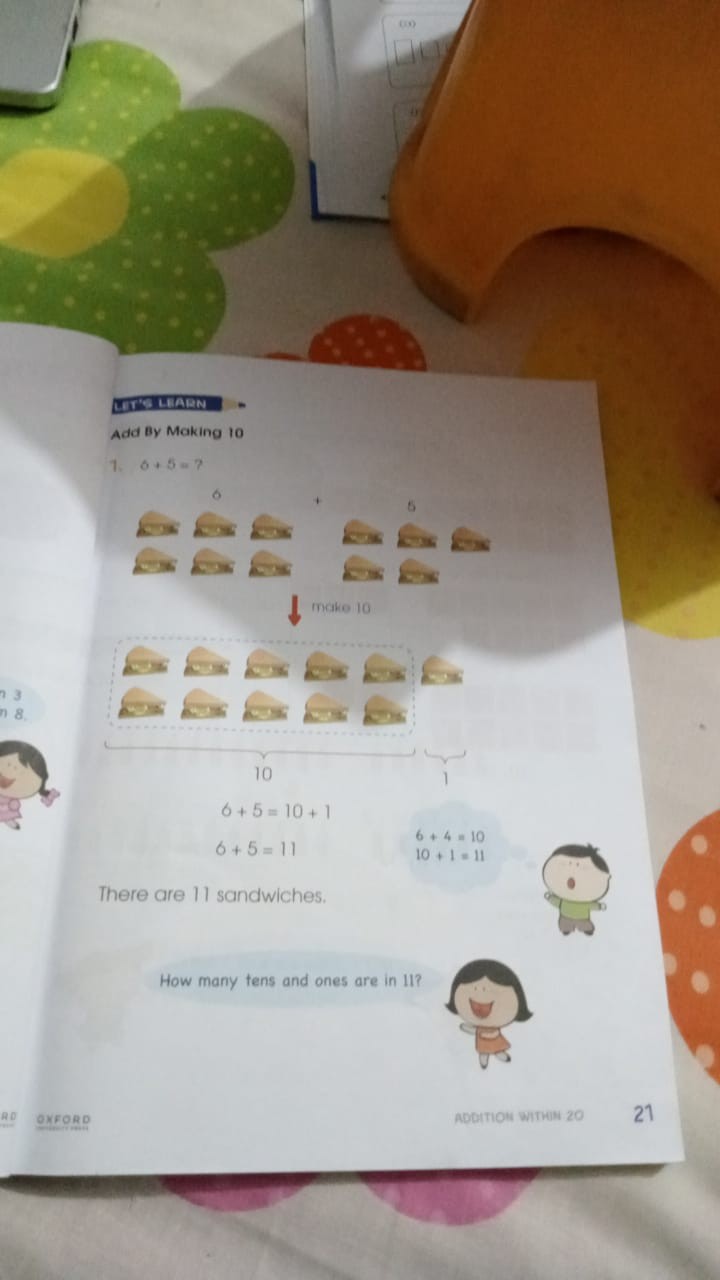 LET'S LEARN
Add By Making 10
1. 6 + 5 = ?
6 + 5
make 10
10 1
6 + 5 = 10 + 1
6 + 5 = 11
6 + 4 = 10
10 + 1 = 11
There are 11 sandwiches.
How many tens and ones are in 11?
3
8.
OXFORD
ADDITION WITHIN 20 21